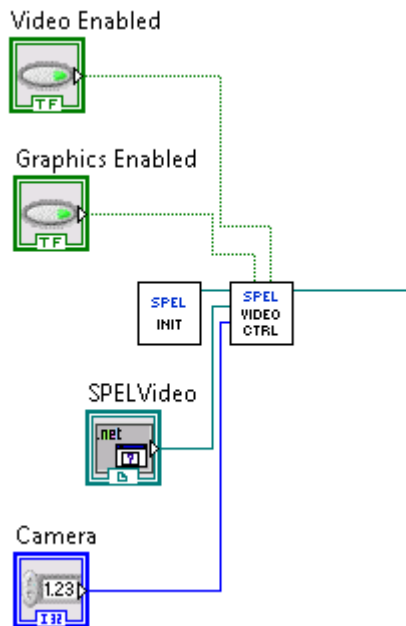 Video Enabled
TF
Graphics Enabled
TF
SPEL
INIT
SPEL
VIDEO
CTRL
SPELVideo
.net
?
Camera
1.23
I32